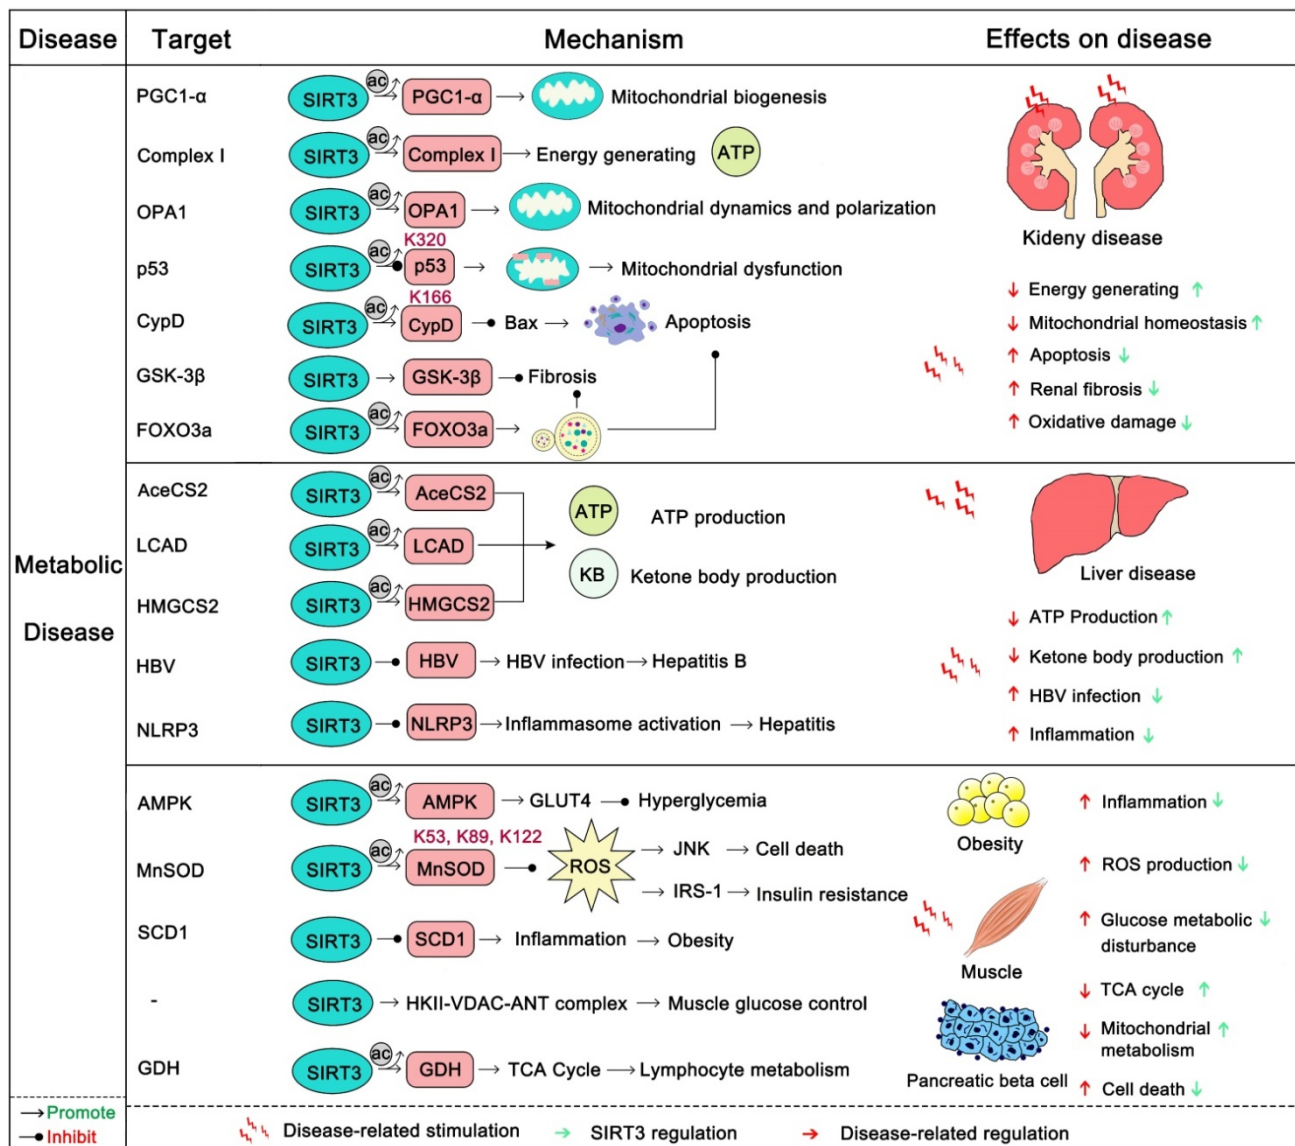 Disease Target Mechanism Effects on disease
PGC1-α SIRT3 ac PGC1-α Mitochondrial biogenesis
Complex I SIRT3 ac Complex I Energy generating ATP
OPA1 SIRT3 ac OPA1 Mitochondrial dynamics and polarization
Kideny disease
K320
p53 SIRT3 ac p53 Mitochondrial dysfunction
K166
CypD SIRT3 ac CypD Bax Apoptosis
GSK-3β SIRT3 GSK-3β Fibrosis
FOXO3a SIRT3 ac FOXO3a
↓ Energy generating ↑
↓ Mitochondrial homeostasis ↑
↑ Apoptosis ↓
↑ Renal fibrosis ↓
↑ Oxidative damage ↓
Metabolic
Disease
AceCS2 SIRT3 ac AceCS2
LCAD SIRT3 ac LCAD
HMGCS2 SIRT3 ac HMGCS2
ATP ATP production
KB Ketone body production
HBV SIRT3 HBV HBV infection Hepatitis B
NLRP3 SIRT3 NLRP3 Inflammasome activation Hepatitis
Liver disease
↓ ATP Production ↑
↓ Ketone body production ↑
↑ HBV infection ↓
↑ Inflammation ↓
AMPK SIRT3 ac AMPK GLUT4 Hyperglycemia
K53, K89, K122
MnSOD SIRT3 ac MnSOD ROS
JNK Cell death
IRS-1 Insulin resistance
SCD1 SIRT3 SCD1 Inflammation Obesity
- SIRT3 HKII-VDAC-ANT complex Muscle glucose control
GDH SIRT3 ac GDH TCA Cycle Lymphocyte metabolism
Obesity
Muscle
Pancreatic beta cell
↑ Inflammation ↓
↑ ROS production ↓
↑ Glucose metabolic ↓
disturbance
↓ TCA cycle ↑
↓ Mitochondrial ↑
metabolism
↑ Cell death ↓
→ Promote
Inhibit
Disease-related stimulation → SIRT3 regulation → Disease-related regulation